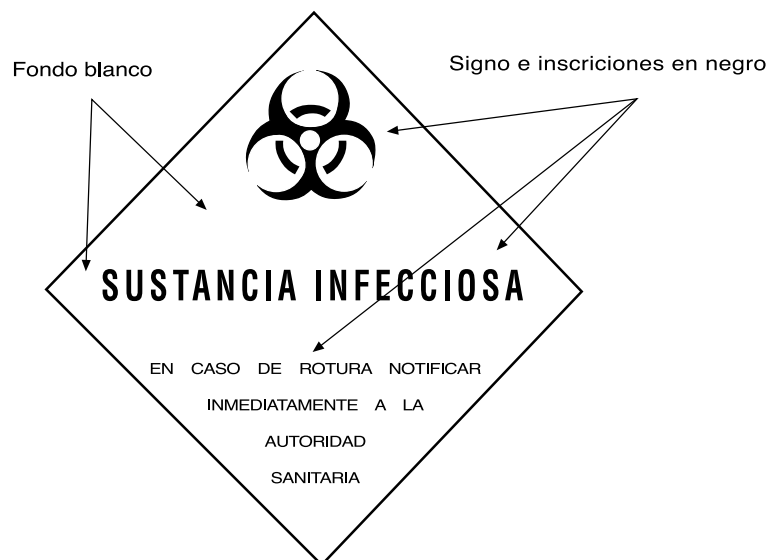 Fondo blanco
Signo e inscriciones en negro
SUSTANCIA INFECCIOSA
EN CASO DE ROTURA NOTIFICAR
INMEDIATAMENTE A LA
AUTORIDAD
SANITARIA